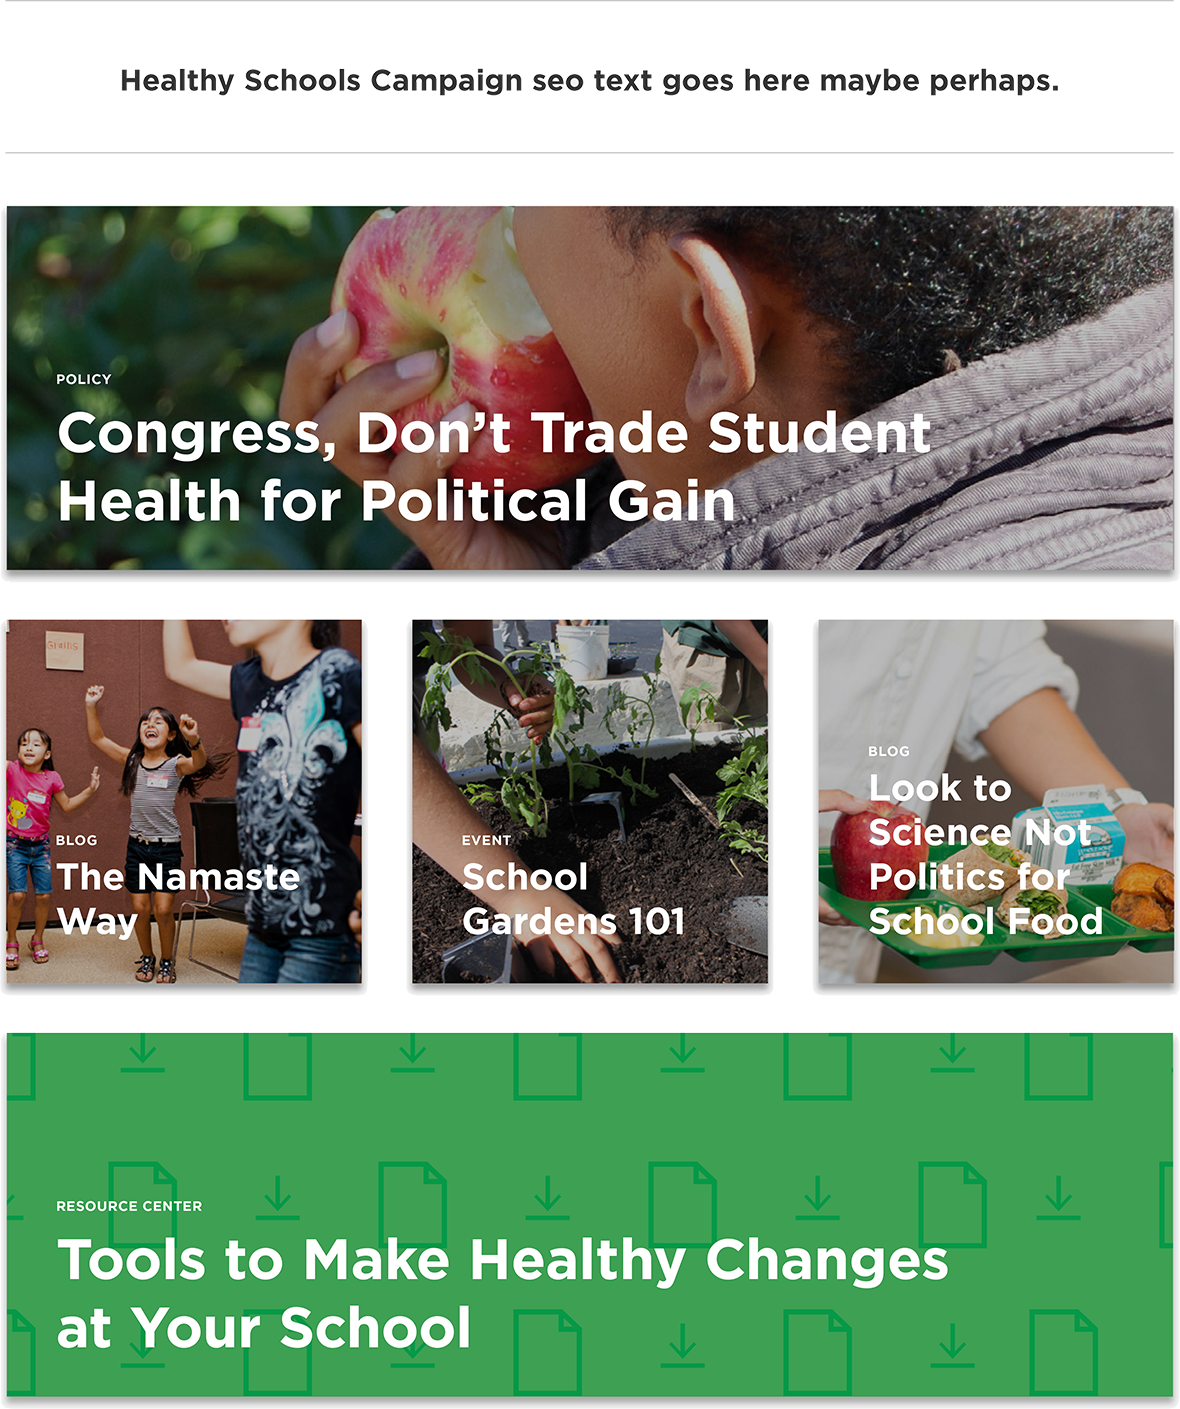 Healthy Schools Campaign seo text goes here maybe perhaps.
POLICY
Congress, Don’t Trade Student
Health for Political Gain
BLOG
The Namaste
Way
EVENT
School
Gardens 101
BLOG
Look to
Science Not
Politics for
School Food
RESOURCE CENTER
Tools to Make Healthy Changes
at Your School